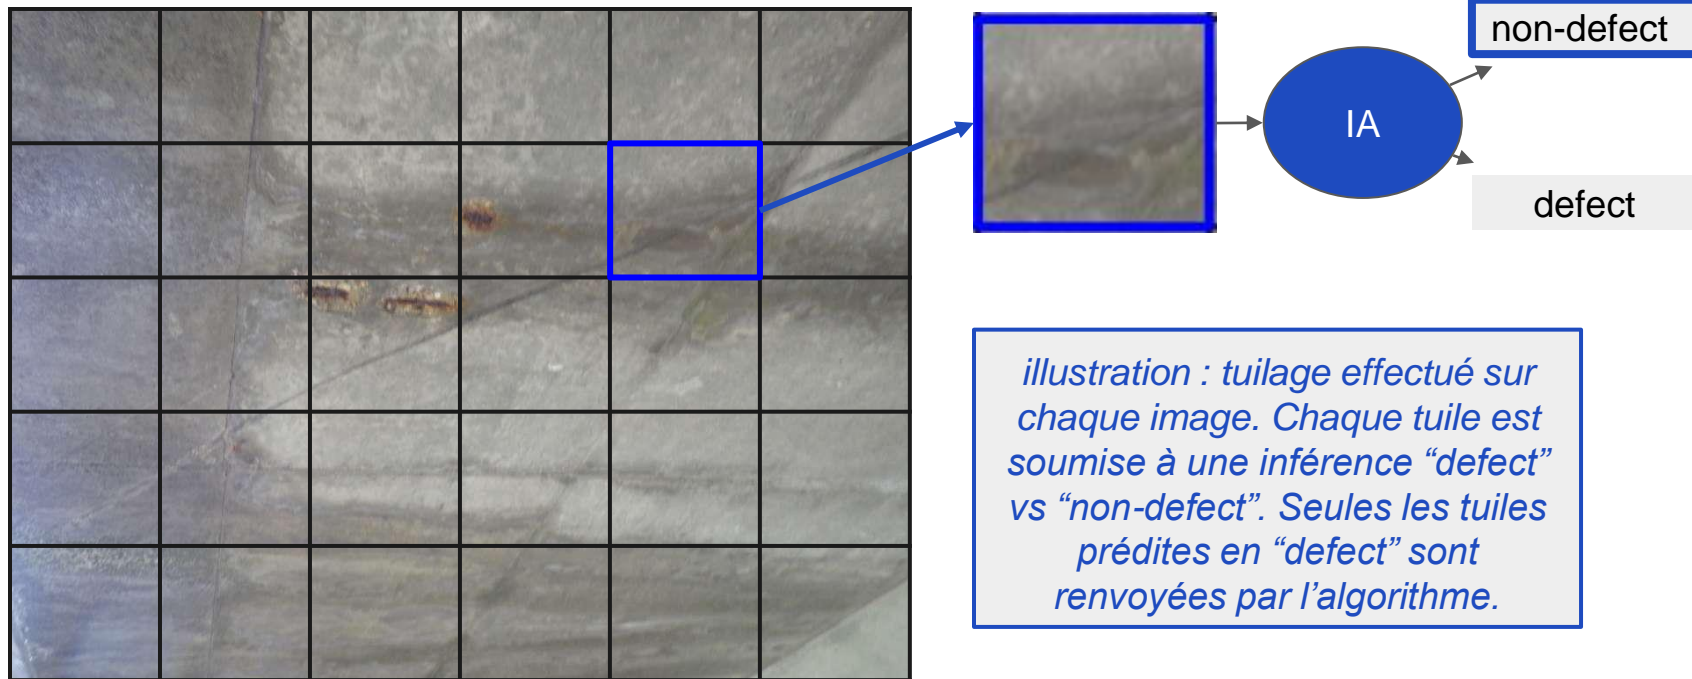 non-defect
IA
defect
illustration : tuilage effectué sur
chaque image. Chaque tuile est
soumise à une inférence “defect”
vs “non-defect”. Seules les tuiles
prédites en “defect” sont
renvoyées par l’algorithme.